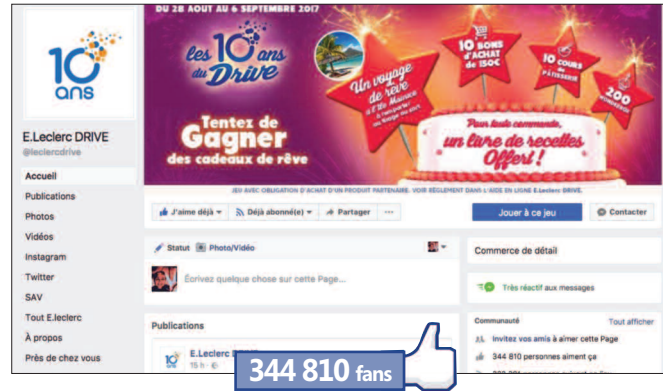 10
ans
E.Leclerc DRIVE
@leclercdrive
Accueil
Publications
Photos
Vidéos
Instagram
Twitter
SAV
Tout E.leclerc
À propos
Près de chez vous
DU 28 AOUT AU 6 SEPTEMBRE 2017
les 10 ans
du Drive
Tentez de
Gagner
des cadeaux de rêve
Un voyage
de rêve
à l'Ile Maurice
10 BONS
D'ACHAT
de 150€
10 COURS
de
PÂTISSERIE
200
Pour toute commande,
un livre de recettes
Offert !
JEU AVEC OBLIGATION D'ACHAT D'UN PRODUIT PARTENAIRE. VOIR RÈGLEMENT DANS L'AIDE EN LIGNE E.Leclerc DRIVE.
J'aime déjà
Déjà abonné(e)
Partager
Jouer à ce jeu
Contacter
Statut
Photo/Vidéo
Écrivez quelque chose sur cette Page...
Publications
E.Leclerc
15 h
Commerce de détail
Très réactif aux messages
Communauté
Tout afficher
Invitez vos amis à aimer cette Page
344 810 personnes aiment ça
344 810 fans